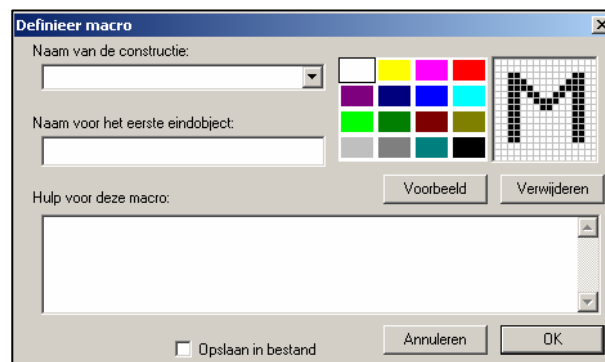 Definieer macro
Naam van de constructie:
Naam voor het eerste eindobject:
Voorbeeld
Verwijderen
Hulp voor deze macro:
Opslaan in bestand
Annuleren
OK